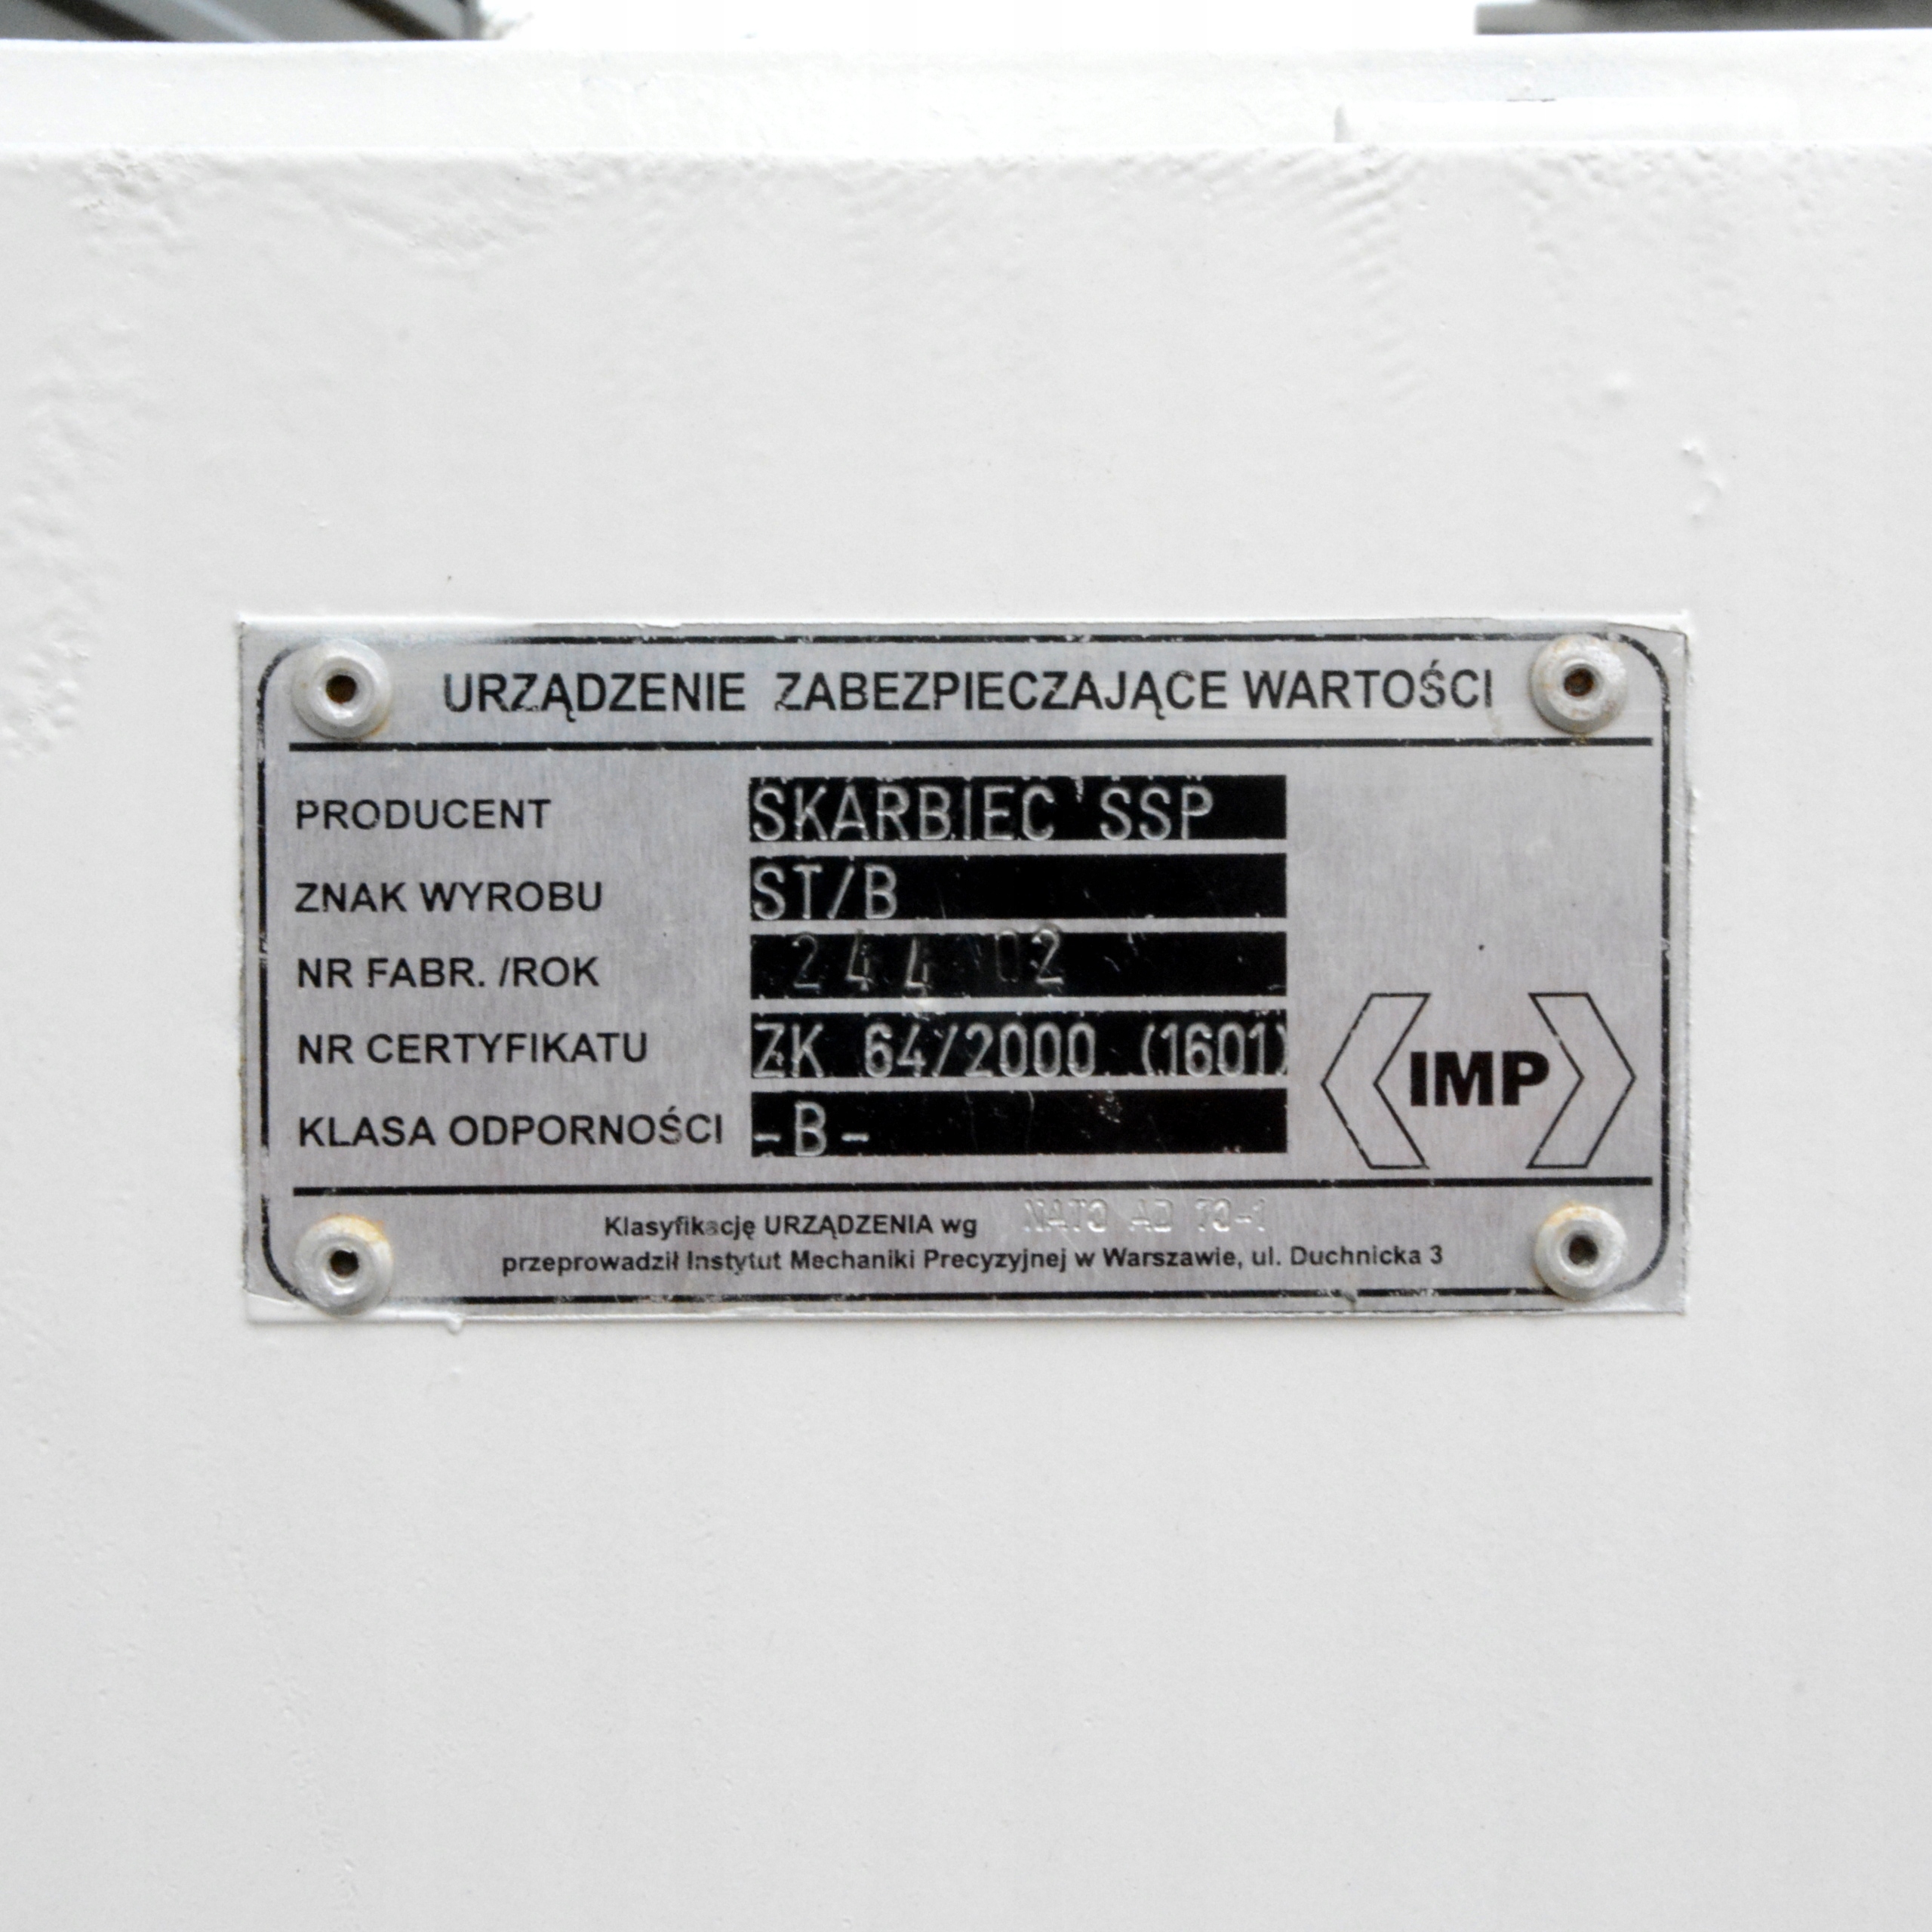 URZĄDZENIE ZABEZPIECZAJĄCE WARTOŚCI
PRODUCENT SKARBIEC'SSP
ZNAK WYROBU ST/B
NR FABR. /ROK 244 02
NR CERTYFIKATU ZK 64/2000 (1601)
KLASA ODPORNOŚCI -B-
IMP
Klasyfikację URZĄDZENIA wg NATO AD 70-1
przeprowadził Instytut Mechaniki Precyzyjnej w Warszawie, ul. Duchnicka 3